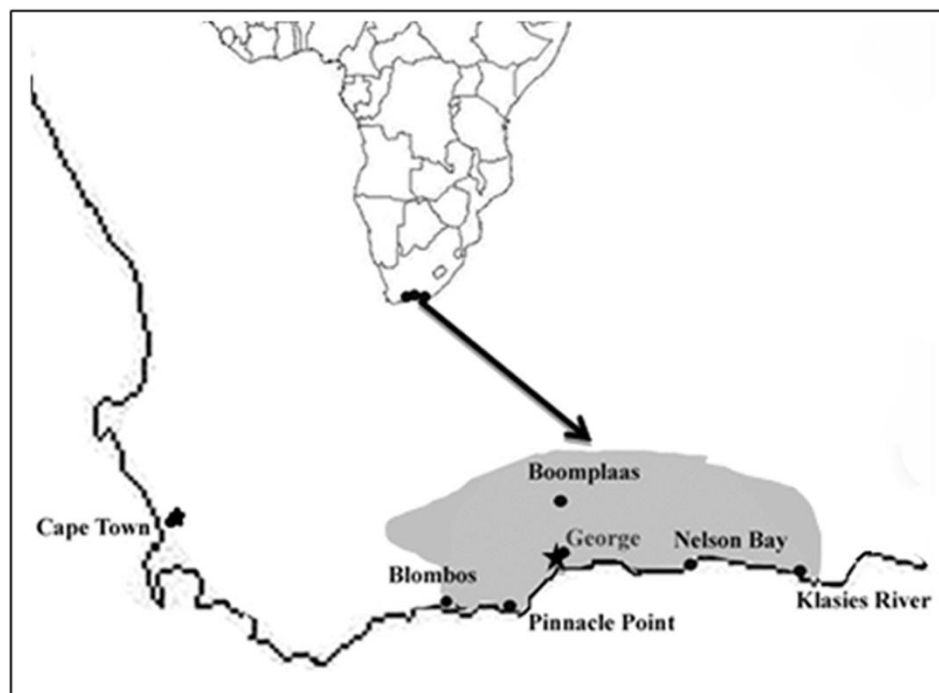 Boomplaas
Cape Town
George
Nelson Bay
Blombos
Klasies River
Pinnacle Point